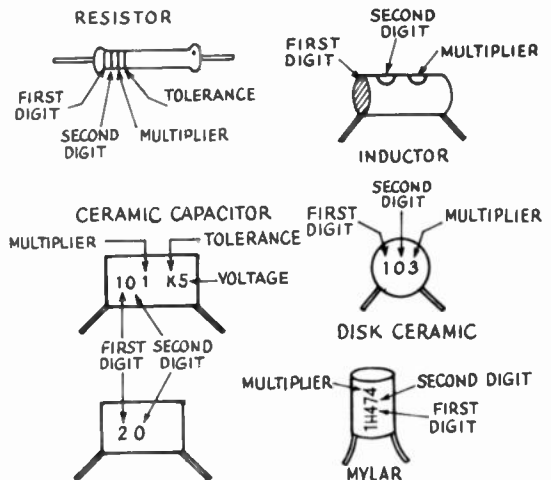 RESISTOR
FIRST
DIGIT
SECOND
DIGIT
MULTIPLIER
TOLERANCE
SECOND
DIGIT
FIRST
DIGIT
MULTIPLIER
INDUCTOR
CERAMIC CAPACITOR
MULTIPLIER
TOLERANCE
101 K5
VOLTAGE
FIRST
DIGIT
SECOND
DIGIT
20
SECOND
DIGIT
FIRST
DIGIT
MULTIPLIER
103
DISK CERAMIC
MULTIPLIER
SECOND DIGIT
FIRST
DIGIT
1H474
MYLAR